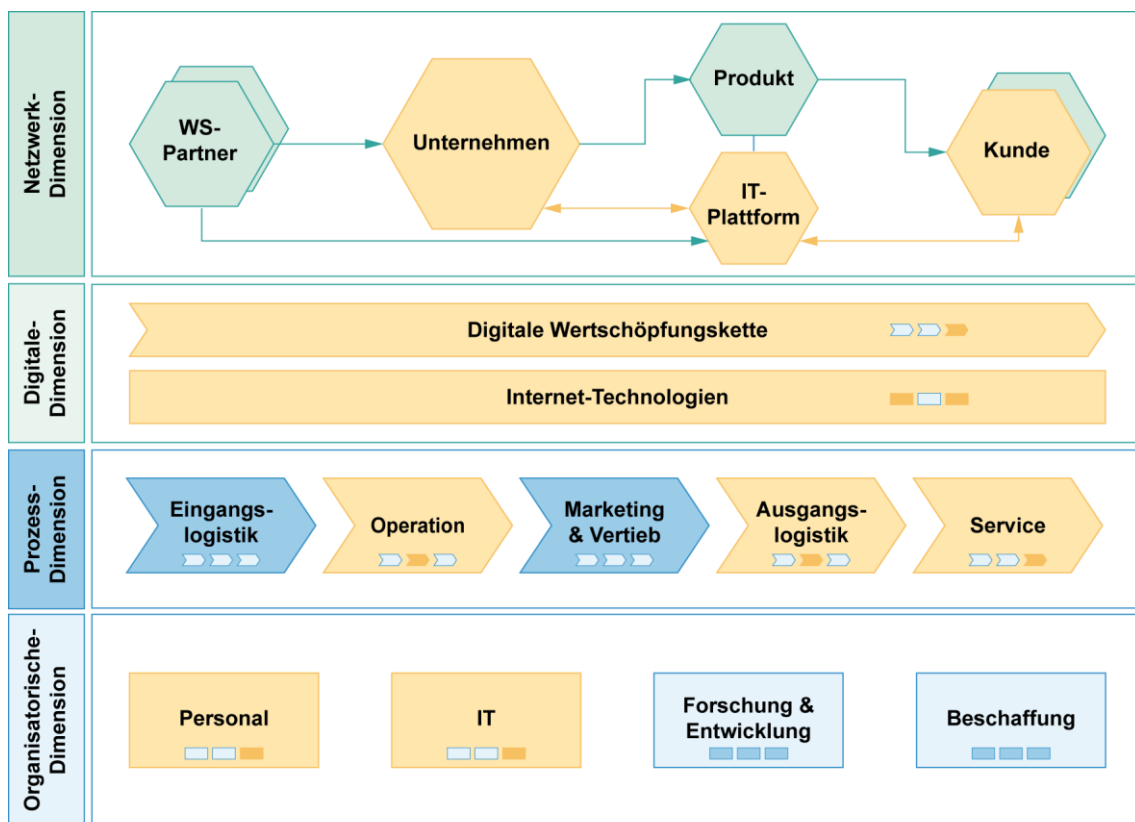 Netzwerk-
Dimension
WS-
Partner
Unternehmen
Produkt
IT-
Plattform
Kunde
Digitale-
Dimension
Digitale Wertschöpfungskette
Internet-Technologien
Prozess-
Dimension
Eingangs-
logistik
Operation
Marketing
& Vertieb
Ausgangs-
logistik
Service
Organisatorische-
Dimension
Personal
IT
Forschung &
Entwicklung
Beschaffung